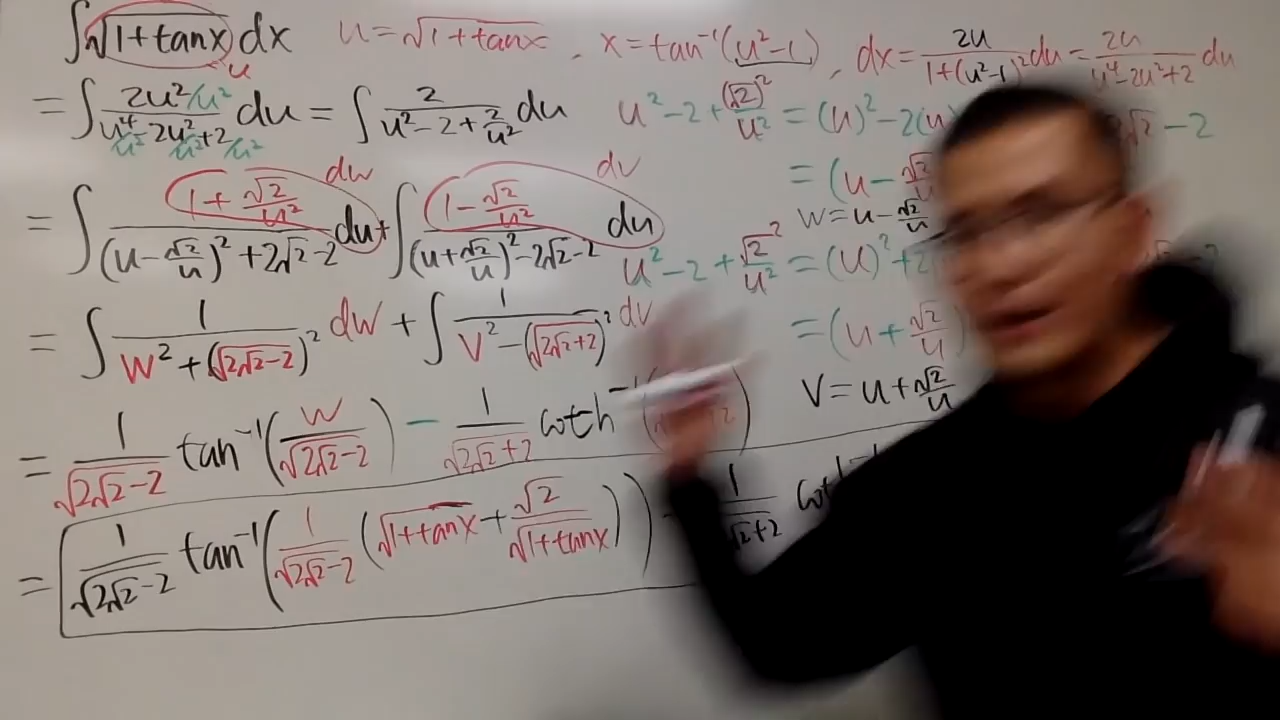 ∫√(1+tanx) dx   u=√(1+tanx) , x=tan⁻¹(u²-1) , dx= 2u/(1+(u²-1)²) du = 2u/(u⁴-2u²+2) du
u
= ∫ (2u²/u²)/(u⁴/u² - 2u²/u² + 2/u²) du = ∫ 2/(u²-2+2/u²) du   u²-2+(√2)²/u² = (u)²-2(u) √2-2
= ∫ (1+√2/u²)/((u-√2/u)²+2√2-2) du + ∫ (1-√2/u²)/((u+√2/u)²-2√2-2) du   = (u-√2/u
dw   dv   w=u-√2/u
u²-2+√2²/u² = (u)²+2
= ∫ 1/(w²+(√(2√2-2))²) dw + ∫ 1/(v²-(√(2√2+2))²) dv   = (u+√2/u)
v=u+√2/u
= 1/√(2√2-2) tan⁻¹(w/√(2√2-2)) - 1/√(2√2+2) coth⁻¹(
= 1/√(2√2-2) tan⁻¹(1/√(2√2-2) (√(1+tanx)+√2/√(1+tanx))) 1/ √2+2 cot